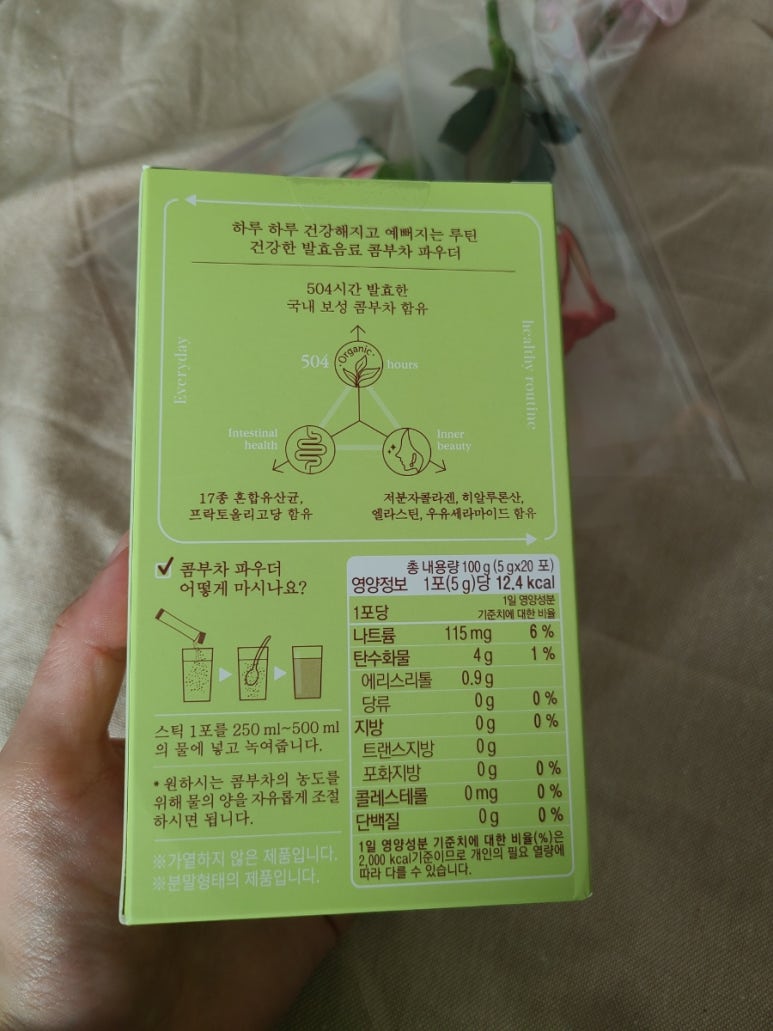 하루 하루 건강해지고 예뻐지는 루틴
건강한 발효음료 콤부차 파우더
504시간 발효한
국내 보성 콤부차 함유
Everyday
healthy routine
Organic
504
hours
Intestinal
health
Inner
beauty
17종 혼합유산균,
프락토올리고당 함유
저분자콜라겐, 히알루론산,
엘라스틴, 우유세라마이드 함유
콤부차 파우더
어떻게 마시나요?
스틱 1포를 250 ml~500 ml
의 물에 넣고 녹여줍니다.
* 원하시는 콤부차의 농도를
위해 물의 양을 자유롭게 조절
하시면 됩니다.
※가열하지 않은 제품입니다.
※분말형태의 제품입니다.
총 내용량 100 g (5 gx20 포)
영양정보 1포(5 g)당 12.4 kcal
1일 영양성분
1포당 기준치에 대한 비율
나트륨 115 mg 6 %
탄수화물 4 g 1 %
에리스리톨 0.9 g
당류 0 g 0 %
지방 0 g 0 %
트랜스지방 0 g
포화지방 0 g 0 %
콜레스테롤 0 mg 0 %
단백질 0 g 0 %
1일 영양성분 기준치에 대한 비율(%)은
2,000 kcal기준이므로 개인의 필요 열량에
따라 다를 수 있습니다.